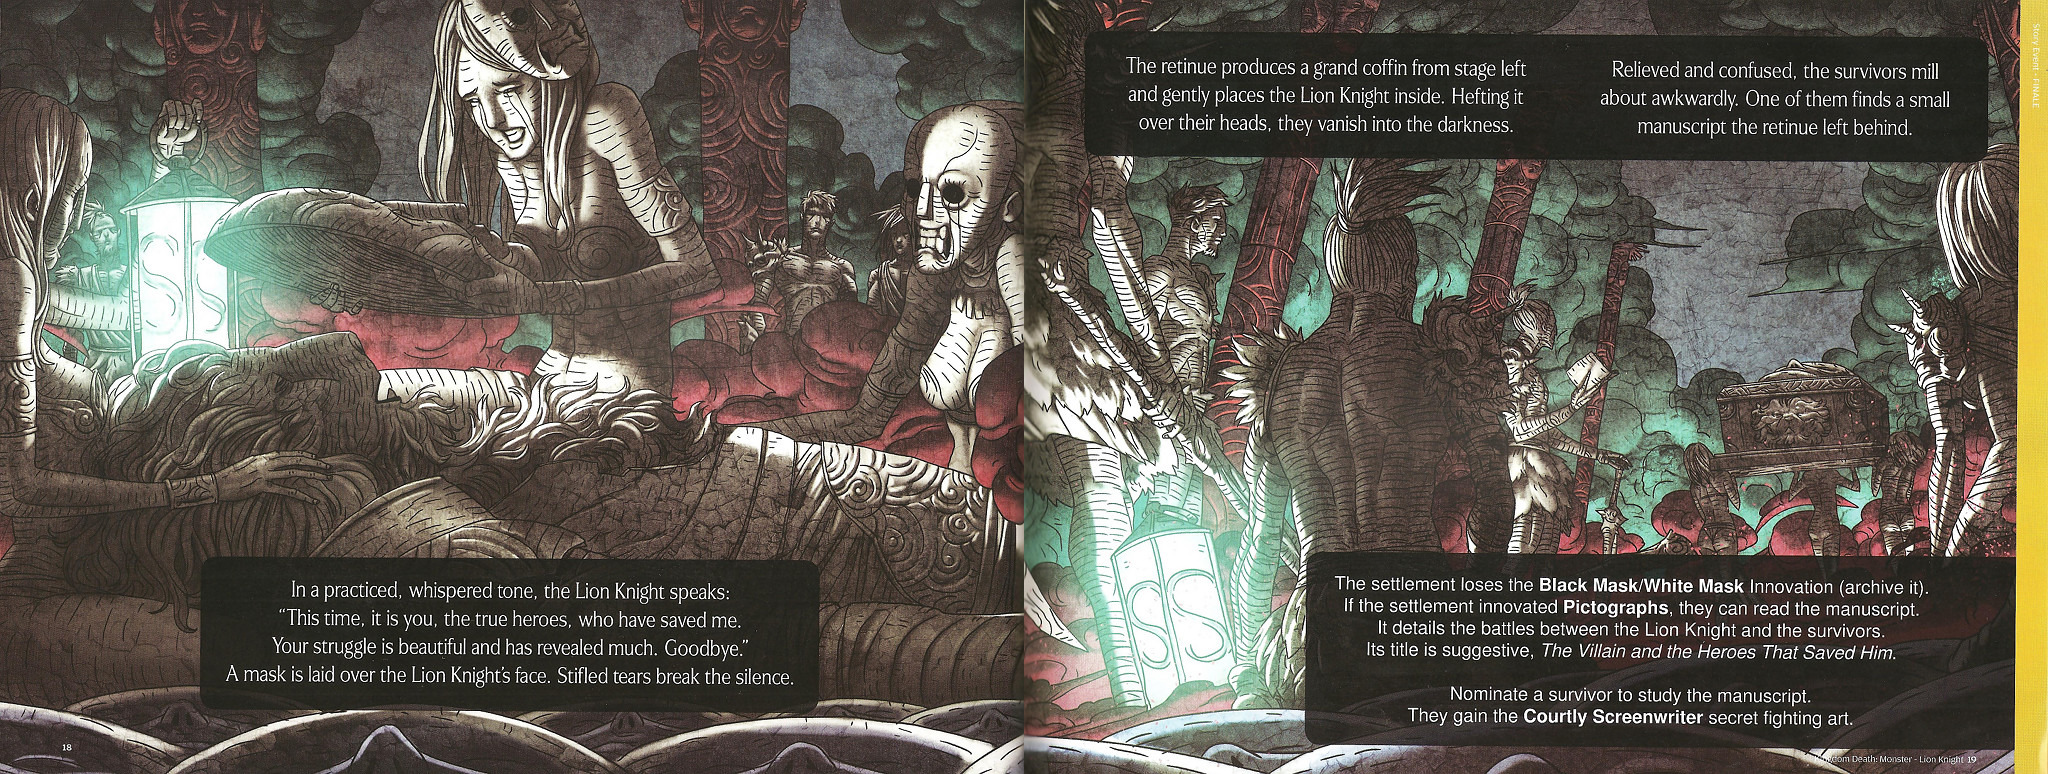 In a practiced, whispered tone, the Lion Knight speaks:
“This time, it is you, the true heroes, who have saved me.
Your struggle is beautiful and has revealed much. Goodbye.”
A mask is laid over the Lion Knight’s face. Stifled tears break the silence.
18
The retinue produces a grand coffin from stage left
and gently places the Lion Knight inside. Hefting it
over their heads, they vanish into the darkness.
Relieved and confused, the survivors mill
about awkwardly. One of them finds a small
manuscript the retinue left behind.
Story Event - FINALE
The settlement loses the Black Mask/White Mask Innovation (archive it).
If the settlement innovated Pictographs, they can read the manuscript.
It details the battles between the Lion Knight and the survivors.
Its title is suggestive, The Villain and the Heroes That Saved Him.
Nominate a survivor to study the manuscript.
They gain the Courtly Screenwriter secret fighting art.
Kingdom Death: Monster - Lion Knight 19